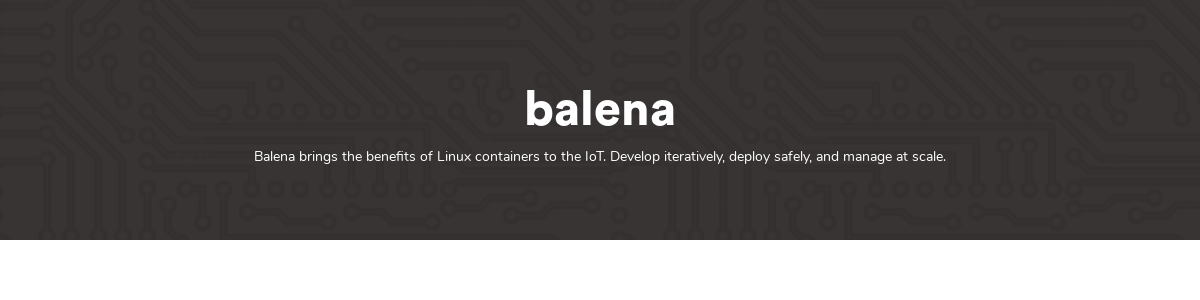 balena
Balena brings the benefits of Linux containers to the IoT. Develop iteratively, deploy safely, and manage at scale.